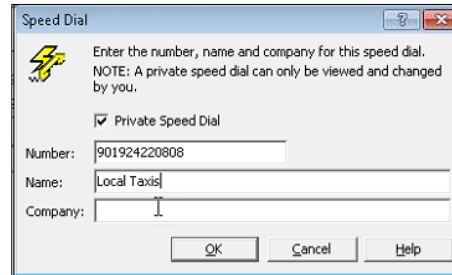 Speed Dial
Enter the number, name and company for this speed dial.
NOTE: A private speed dial can only be viewed and changed
by you.
Private Speed Dial
Number: 901924220808
Name: Local Taxis
Company:
OK Cancel Help